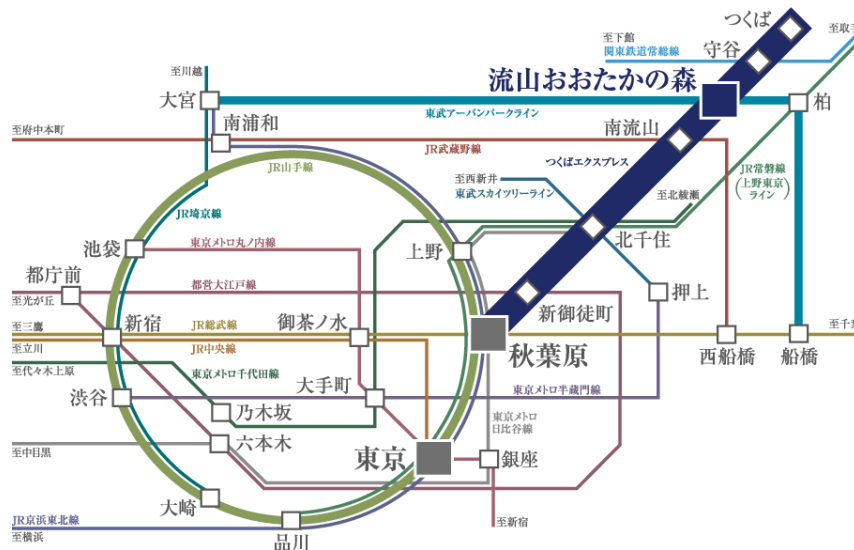 つくば
至下館
関東鉄道常総線
守谷
至取手
流山おおたかの森
至川越
大宮
東武アーバンパークライン
柏
至府中本町
南浦和
JR武蔵野線
南流山
JR山手線
つくばエクスプレス
JR常磐線
(上野東京
ライン)
至西新井
東武スカイツリーライン
至北綾瀬
JR埼京線
池袋
東京メトロ丸ノ内線
上野
北千住
都庁前
都営大江戸線
押上
至光が丘
新御徒町
至三鷹
新宿
JR総武線
御茶ノ水
秋葉原
西船橋
船橋
至立川
JR中央線
至代々木上原
東京メトロ千代田線
大手町
東京メトロ半蔵門線
渋谷
乃木坂
東京メトロ
日比谷線
六本木
至中目黒
東京
銀座
大崎
JR京浜東北線
至横浜
品川
至新宿